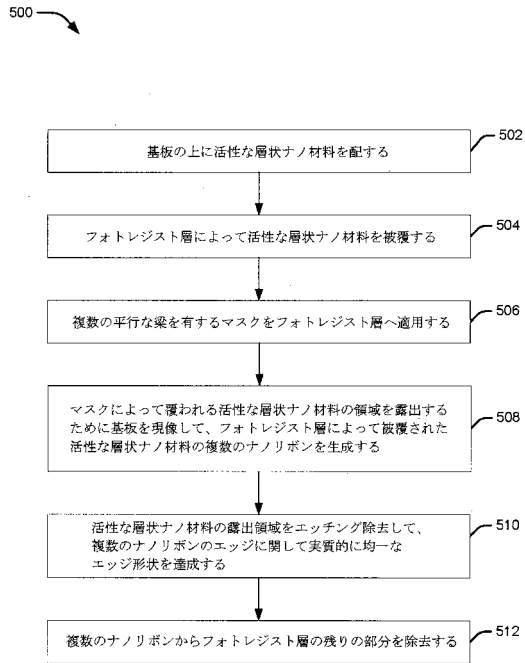 500
基板の上に活性な層状ナノ材料を配する
502
フォトレジスト層によって活性な層状ナノ材料を被覆する
504
複数の平行な梁を有するマスクをフォトレジスト層へ適用する
506
マスクによって覆われる活性な層状ナノ材料の領域を露出する
ために基板を現像して、フォトレジスト層によって被覆された
活性な層状ナノ材料の複数のナノリボンを生成する
508
活性な層状ナノ材料の露出領域をエッチング除去して、
複数のナノリボンのエッジに関して実質的に均一な
エッジ形状を達成する
510
複数のナノリボンからフォトレジスト層の残りの部分を除去する
512